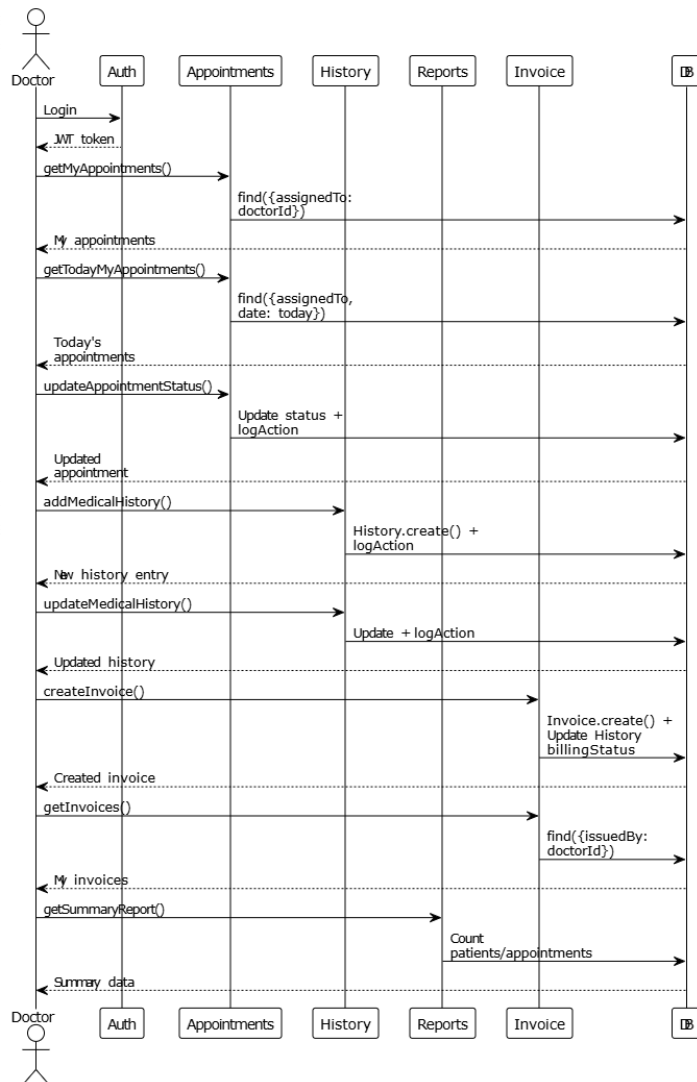 Doctor
Auth
Appointments
History
Reports
Invoice
DB
Login
JWT token
getMyAppointments()
find({assignedTo:
doctorId})
My appointments
getTodayMyAppointments()
find({assignedTo,
date: today})
Today's
appointments
updateAppointmentStatus()
Update status +
logAction
Updated
appointment
addMedicalHistory()
History.create() +
logAction
New history entry
updateMedicalHistory()
Update + logAction
Updated history
createInvoice()
Invoice.create() +
Update History
billingStatus
Created invoice
getInvoices()
find({issuedBy:
doctorId})
My invoices
getSummaryReport()
Count
patients/appointments
Summary data
Doctor
Auth
Appointments
History
Reports
Invoice
DB